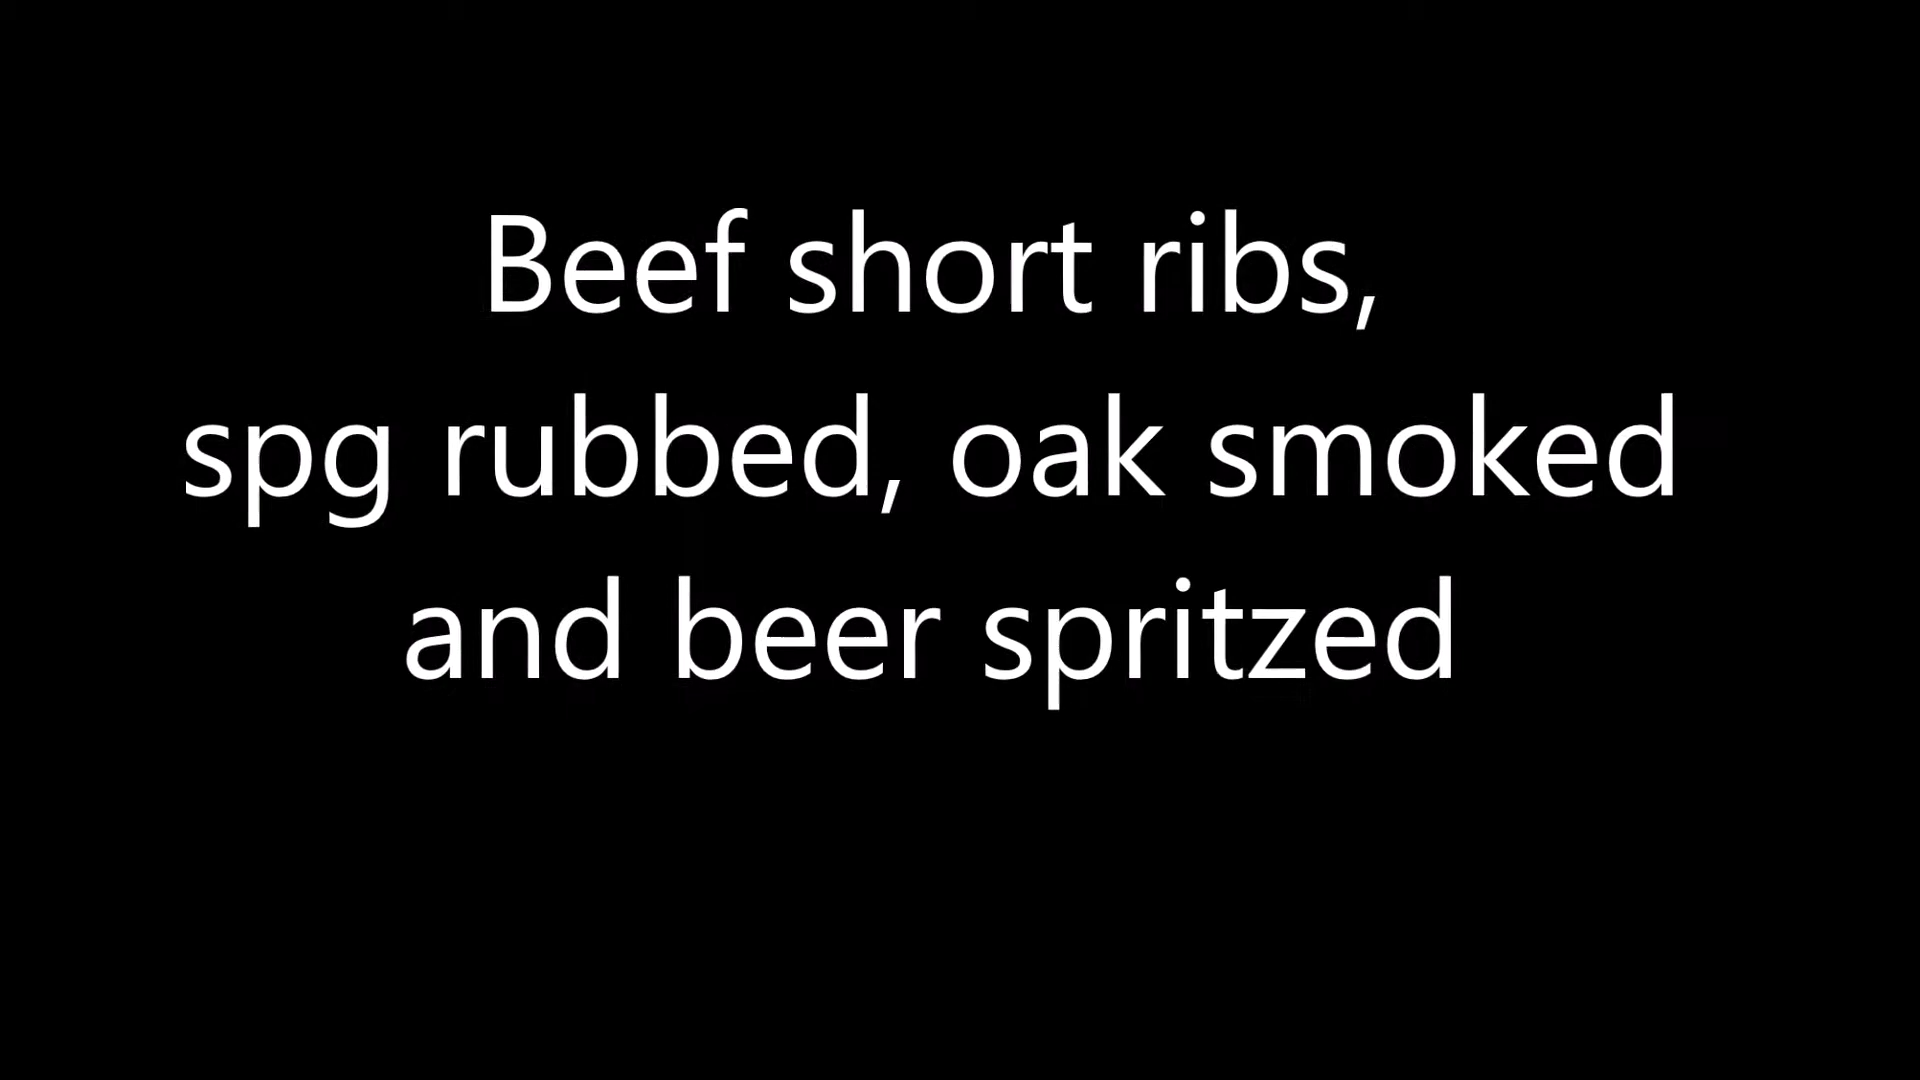 Beef short ribs,
spg rubbed, oak smoked
and beer spritzed